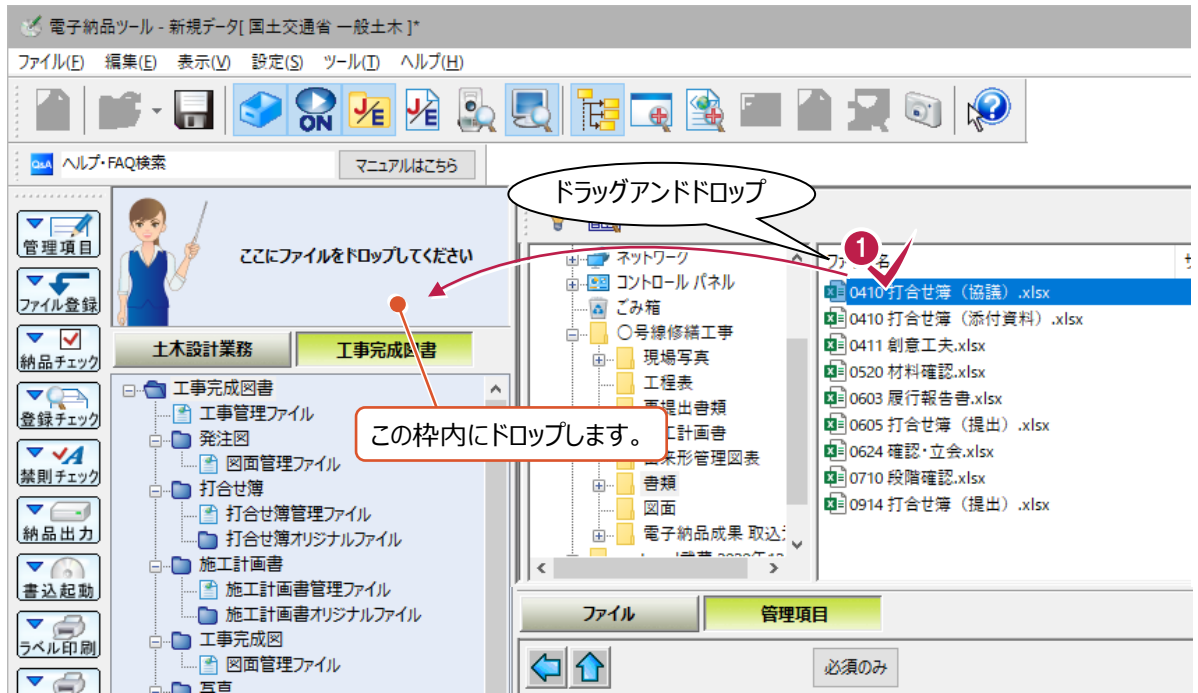 電子納品ツール - 新規データ[ 国土交通省 一般土木 ]*
ファイル(F) 編集(E) 表示(V) 設定(S) ツール(T) ヘルプ(H)
ON
J/E
J/E
Q&A ヘルプ・FAQ検索
マニュアルはこちら
管理項目
ファイル登録
納品チェック
登録チェック
禁則チェック
納品出力
書込起動
ラベル印刷
ここにファイルをドロップしてください
土木設計業務
工事完成図書
工事完成図書
工事管理ファイル
発注図
図面管理ファイル
打合せ簿
打合せ簿管理ファイル
打合せ簿オリジナルファイル
施工計画書
施工計画書管理ファイル
施工計画書オリジナルファイル
工事完成図
図面管理ファイル
写真
ドラッグアンドドロップ
この枠内にドロップします。
ネットワーク
コントロール パネル
ごみ箱
〇号線修繕工事
現場写真
工程表
書類
図面
電子納品成果 取込
1
0410 打合せ簿（協議）.xlsx
0410 打合せ簿（添付資料）.xlsx
0411 創意工夫.xlsx
0520 材料確認.xlsx
0603 履行報告書.xlsx
0605 打合せ簿（提出）.xlsx
0624 確認・立会.xlsx
0710 段階確認.xlsx
0914 打合せ簿（提出）.xlsx
ファイル
管理項目
必須のみ